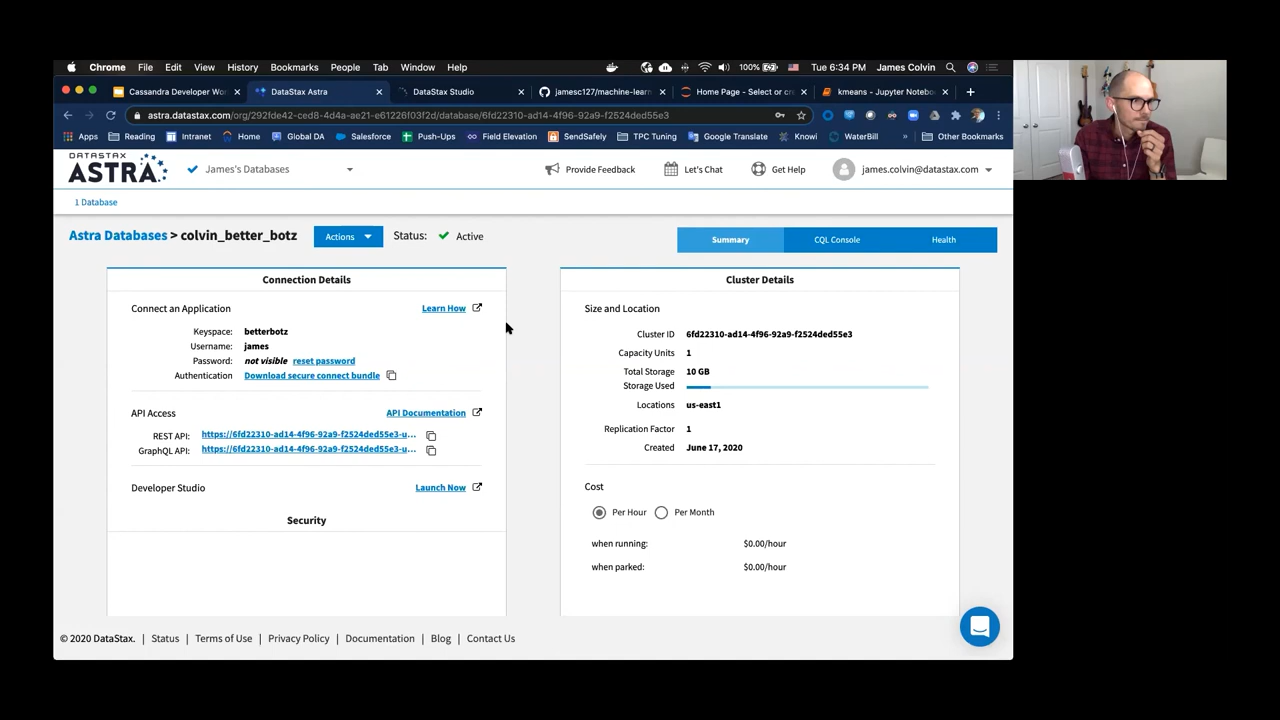 Chrome File Edit View History Bookmarks People Tab Window Help 100% Tue 6:34 PM James Colvin
Cassandra Developer Wor DataStax Astra DataStax Studio jamesc127/machine-learn Home Page - Select or cre kmeans - Jupyter Notebo
astra.datastax.com/org/292fde42-ced8-4d4a-ae21-e61226f03f2d/database/6fd22310-ad14-4f96-92a9-f2524ded55e3
Apps Reading Intranet Global DA Salesforce Push-Ups Field Elevation SendSafely TPC Tuning Google Translate Knowi WaterBill » Other Bookmarks
DATASTAX
ASTRA
James's Databases Provide Feedback Let's Chat Get Help james.colvin@datastax.com
1 Database
Astra Databases > colvin_better_botz Actions Status: Active Summary CQL Console Health
Connection Details
Connect an Application Learn How
Keyspace: betterbotz
Username: james
Password: not visible reset password
Authentication Download secure connect bundle
API Access API Documentation
REST API: https://6fd22310-ad14-4f96-92a9-f2524ded55e3-u...
GraphQL API: https://6fd22310-ad14-4f96-92a9-f2524ded55e3-u...
Developer Studio Launch Now
Security
Cluster Details
Size and Location
Cluster ID 6fd22310-ad14-4f96-92a9-f2524ded55e3
Capacity Units 1
Total Storage 10 GB
Storage Used
Locations us-east1
Replication Factor 1
Created June 17, 2020
Cost
Per Hour Per Month
when running: $0.00/hour
when parked: $0.00/hour
© 2020 DataStax. | Status | Terms of Use | Privacy Policy | Documentation | Blog | Contact Us